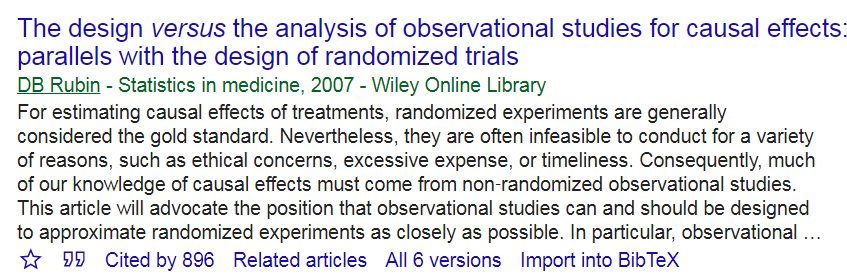 The design versus the analysis of observational studies for causal effects:
parallels with the design of randomized trials
DB Rubin - Statistics in medicine, 2007 - Wiley Online Library
For estimating causal effects of treatments, randomized experiments are generally
considered the gold standard. Nevertheless, they are often infeasible to conduct for a variety
of reasons, such as ethical concerns, excessive expense, or timeliness. Consequently, much
of our knowledge of causal effects must come from non-randomized observational studies.
This article will advocate the position that observational studies can and should be designed
to approximate randomized experiments as closely as possible. In particular, observational …
Cited by 896 Related articles All 6 versions Import into BibTeX